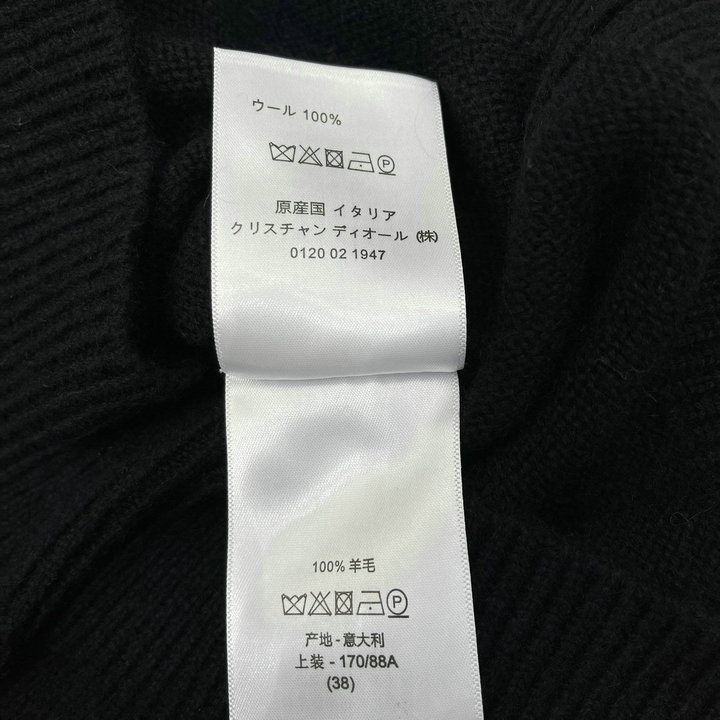 ウール 100%
P
原産国 イタリア
クリスチャン ディオール (株)
0120 02 1947
100% 羊毛
P
产地 - 意大利
上装 - 170/88A
(38)